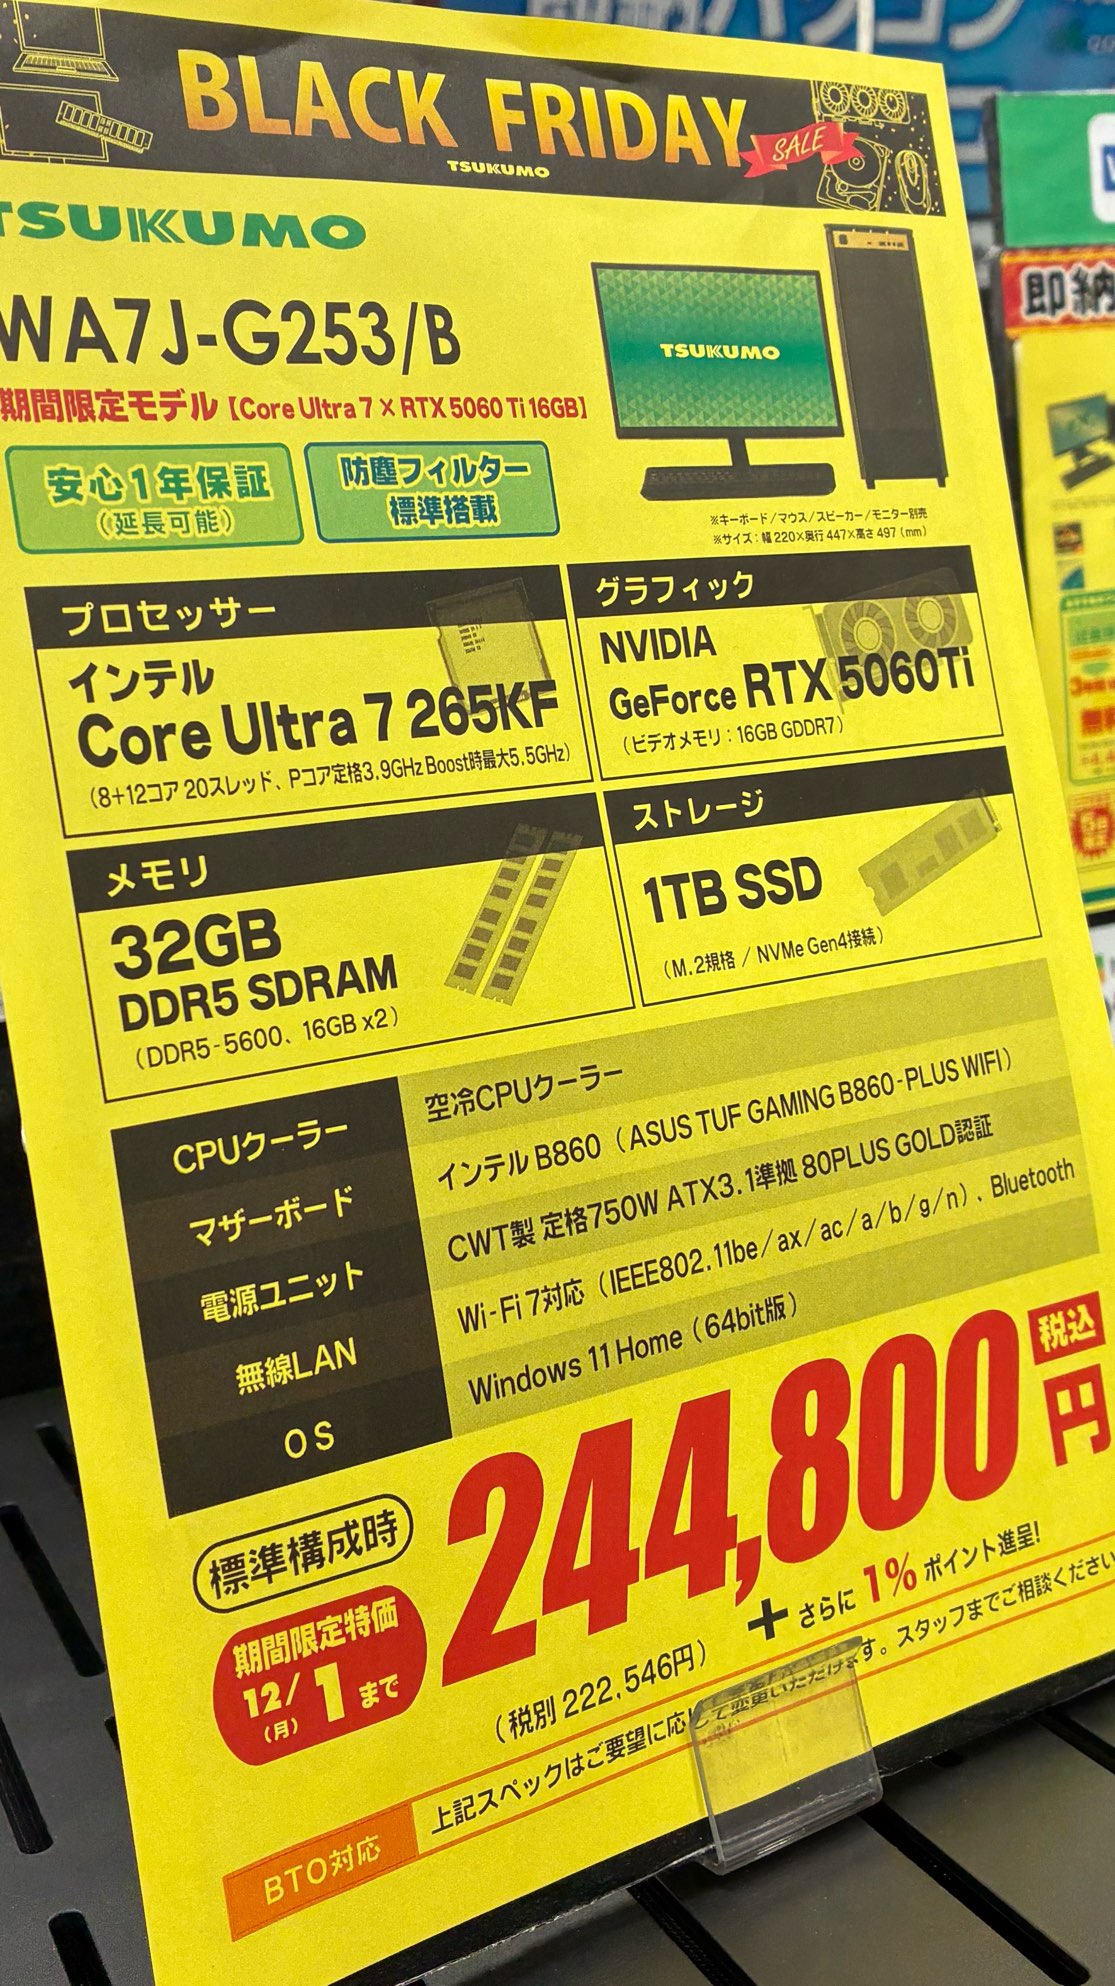 BLACK FRIDAY SALE
TSUKUMO
TSUKUMO
WA7J-G253/B
期間限定モデル【Core Ultra 7 × RTX 5060 Ti 16GB】
安心1年保証
（延長可能）
防塵フィルター
標準搭載
TSUKUMO
※キーボード/マウス/スピーカー/モニター別売
※サイズ：幅220×奥行447×高さ497（mm）
プロセッサー
インテル
Core Ultra 7 265KF
（8+12コア 20スレッド、Pコア定格3.9GHz Boost時最大5.5GHz）
グラフィック
NVIDIA
GeForce RTX 5060Ti
（ビデオメモリ：16GB GDDR7）
メモリ
32GB
DDR5 SDRAM
（DDR5-5600、16GB x2）
ストレージ
1TB SSD
（M.2規格 / NVMe Gen4接続）
CPUクーラー 空冷CPUクーラー
マザーボード インテル B860（ASUS TUF GAMING B860-PLUS WIFI）
電源ユニット CWT製 定格750W ATX3.1準拠 80PLUS GOLD認証
無線LAN Wi-Fi 7対応（IEEE802.11be/ax/ac/a/b/g/n）、Bluetooth
OS Windows 11 Home（64bit版）
標準構成時
244,800円
税込
期間限定特価
12/1まで
（月）
（税別 222,546円）
+さらに1%ポイント進呈!
BTO対応
上記スペックはご要望に応じて変更いただけます。スタッフまでご相談ください
即納